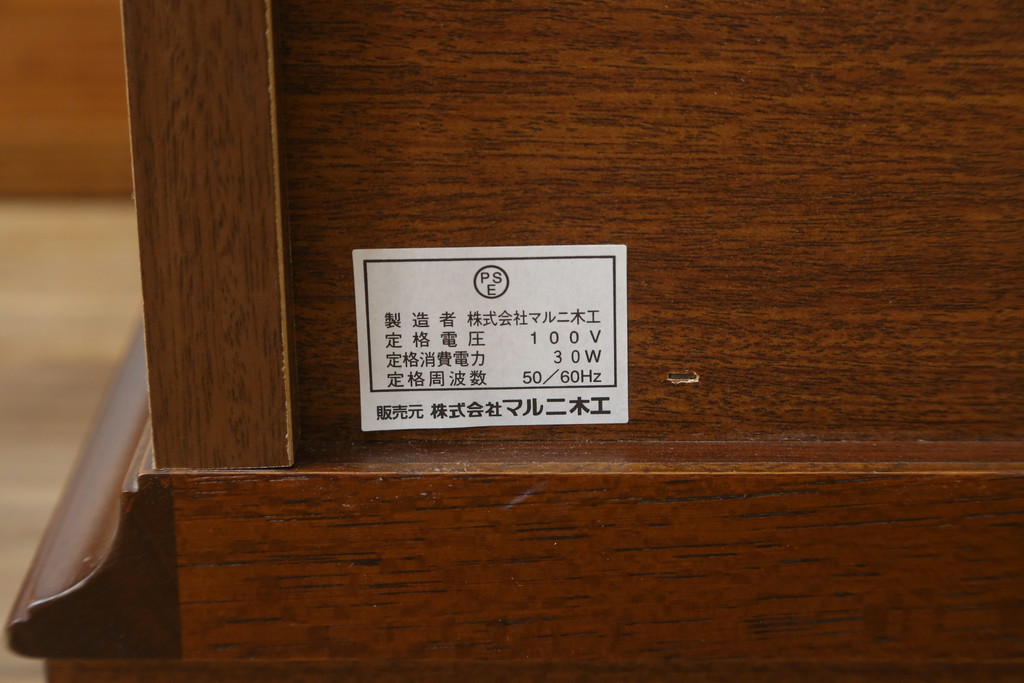 PS
E
製造者 株式会社マルニ木工
定格電圧 100V
定格消費電力 30W
定格周波数 50/60Hz
販売元 株式会社マルニ木工